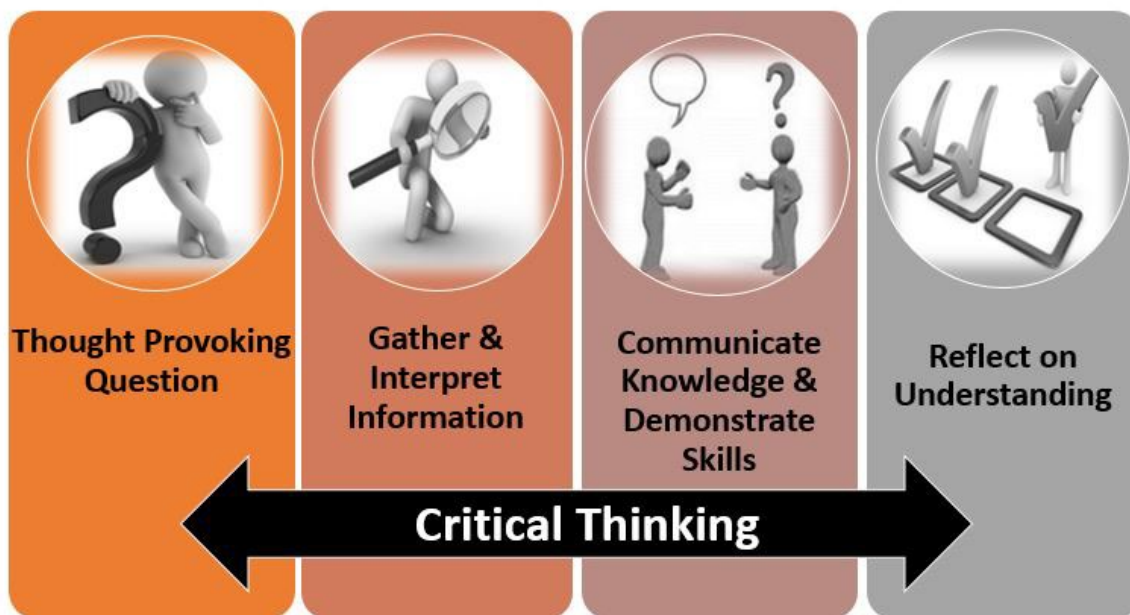 Thought Provoking
Question
Gather &
Interpret
Information
Communicate
Knowledge &
Demonstrate
Skills
Reflect on
Understanding
Critical Thinking